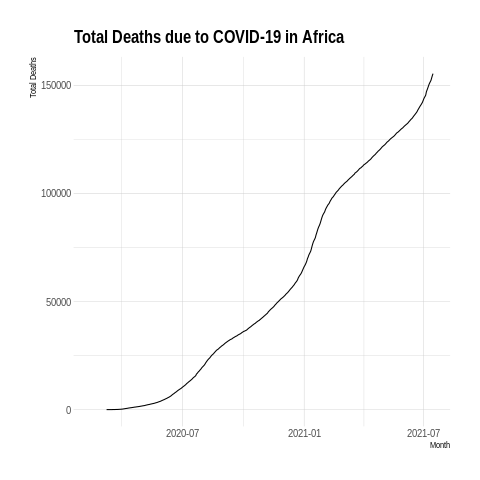 Total Deaths due to COVID-19 in Africa
Total Deaths
150000
100000
50000
0
2020-07 2021-01 2021-07
Month